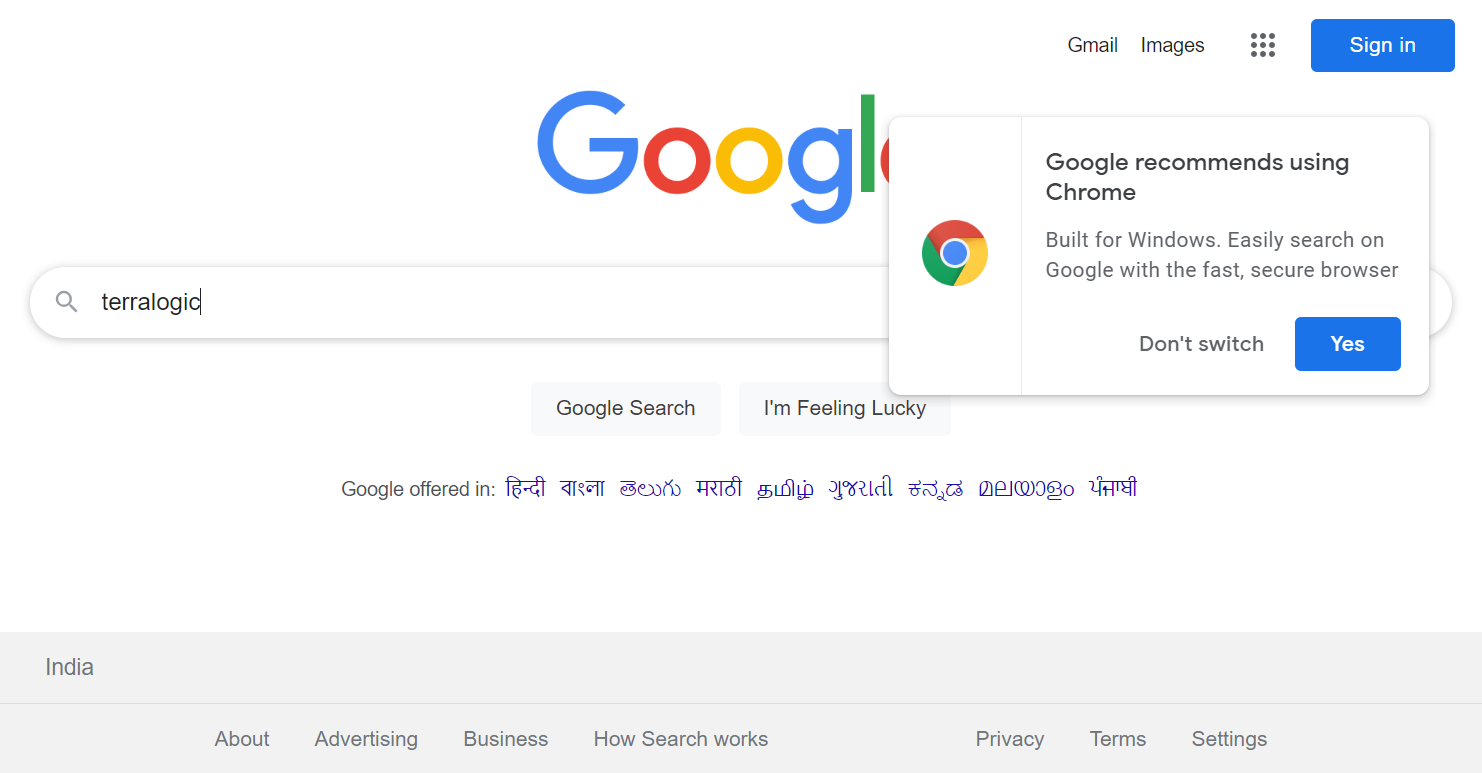 Gmail Images Sign in
Google
Google recommends using
Chrome
Built for Windows. Easily search on
Google with the fast, secure browser
Don't switch Yes
terralogic
Google Search I'm Feeling Lucky
Google offered in: हिन्दी বাংলা తెలుగు मराठी தமிழ் ગુજરાતી ಕನ್ನಡ മലയാളം ਪੰਜਾਬੀ
India
About Advertising Business How Search works Privacy Terms Settings